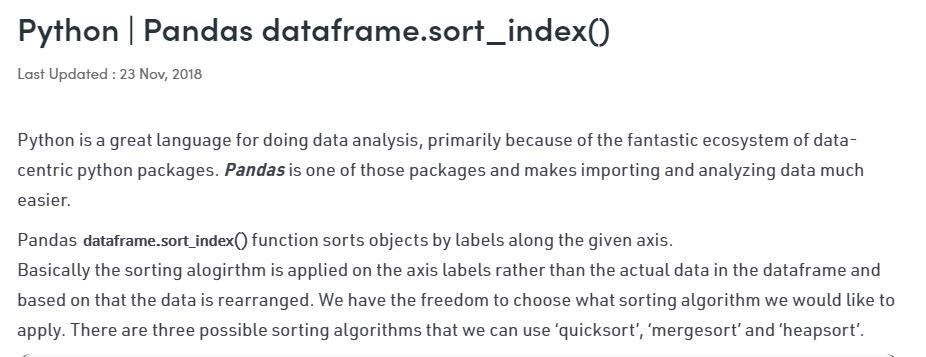 Python | Pandas dataframe.sort_index()
Last Updated : 23 Nov, 2018
Python is a great language for doing data analysis, primarily because of the fantastic ecosystem of data-
centric python packages. Pandas is one of those packages and makes importing and analyzing data much
easier.
Pandas dataframe.sort_index() function sorts objects by labels along the given axis.
Basically the sorting alogirthm is applied on the axis labels rather than the actual data in the dataframe and
based on that the data is rearranged. We have the freedom to choose what sorting algorithm we would like to
apply. There are three possible sorting algorithms that we can use ‘quicksort’, ‘mergesort’ and ‘heapsort’.